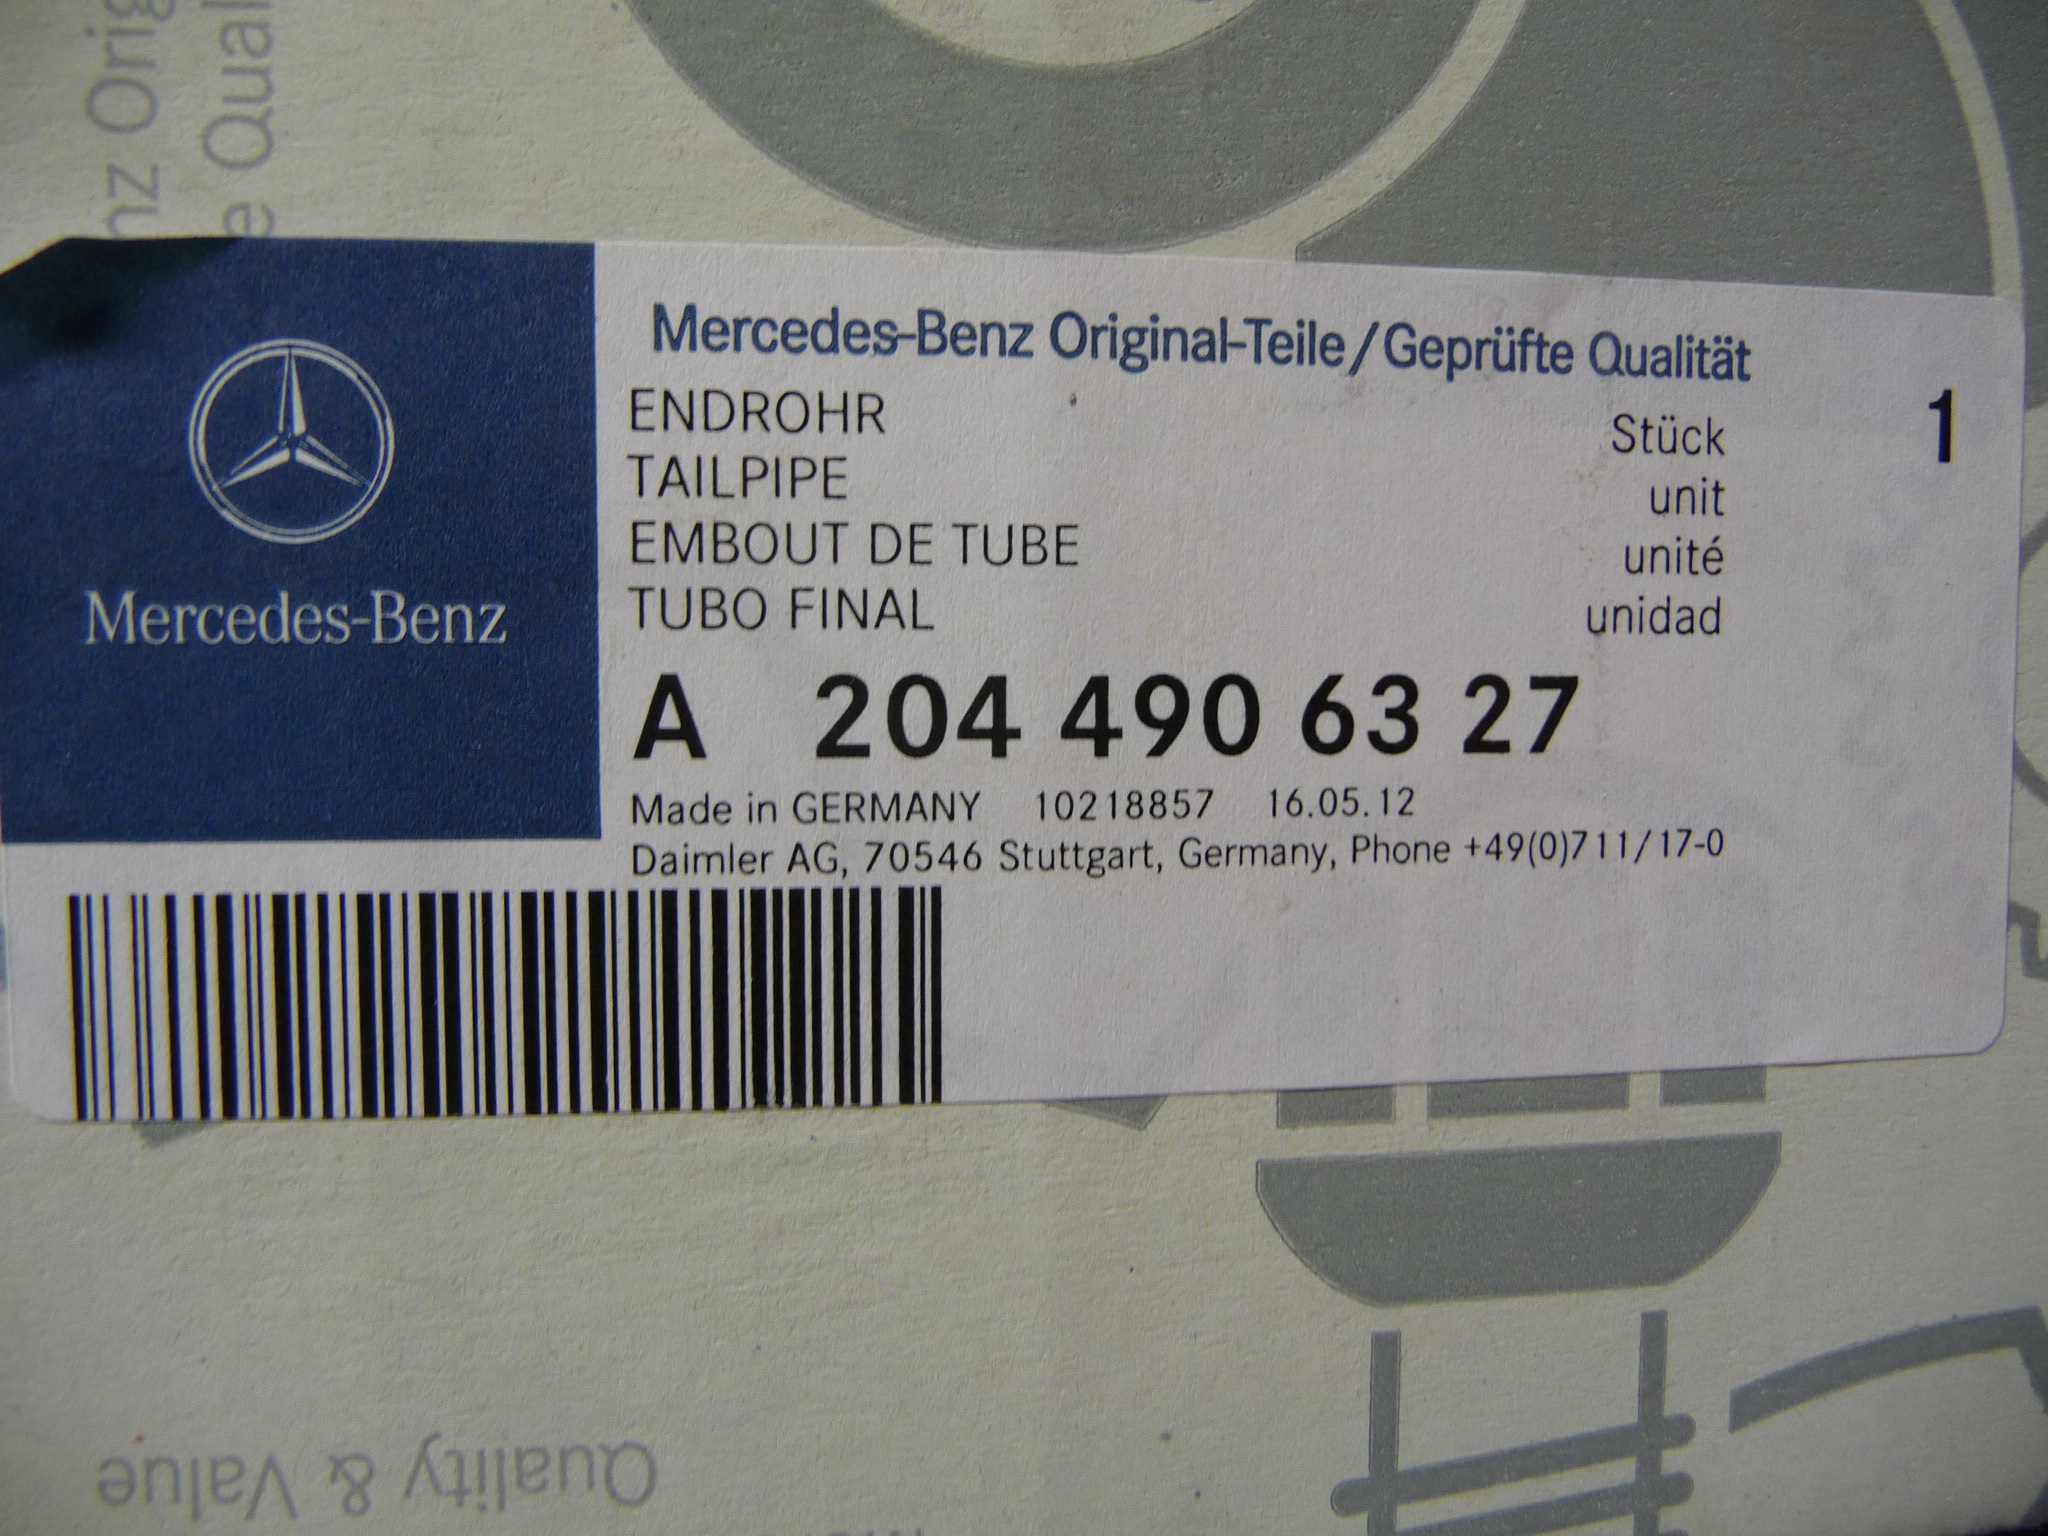 Mercedes-Benz
Mercedes-Benz Original-Teile/Geprüfte Qualität
ENDROHR
TAILPIPE
EMBOUT DE TUBE
TUBO FINAL
Stück 1
unit
unité
unidad
A 204 490 63 27
Made in GERMANY 10218857 16.05.12
Daimler AG, 70546 Stuttgart, Germany, Phone +49(0)711/17-0
Quality & Value